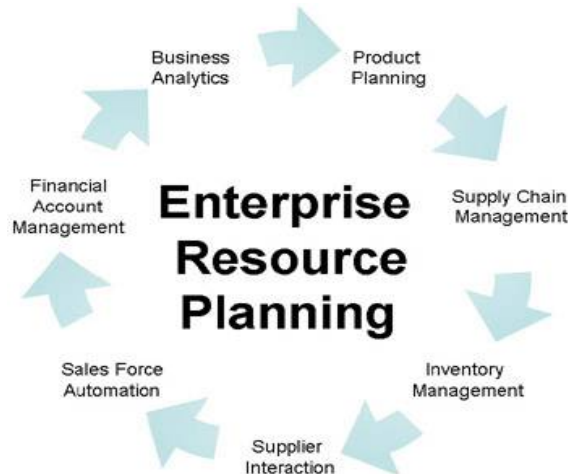 Business
Analytics
Product
Planning
Supply Chain
Management
Inventory
Management
Supplier
Interaction
Sales Force
Automation
Financial
Account
Management
Enterprise
Resource
Planning